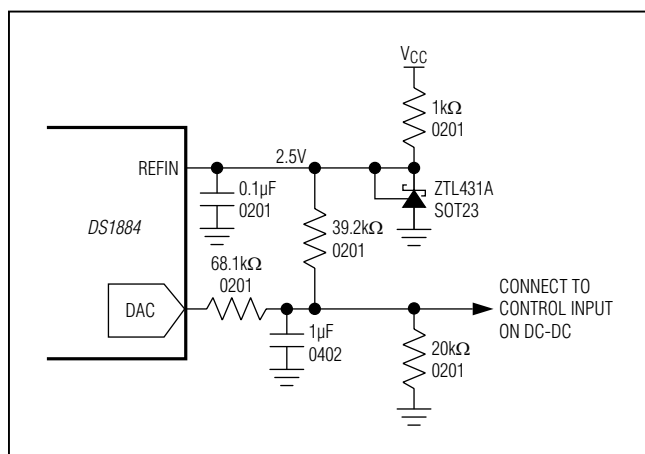 VCC
1kΩ
0201
REFIN
2.5V
ZTL431A
SOT23
0.1µF
0201
DS1884
39.2kΩ
0201
68.1kΩ
0201
DAC
CONNECT TO
CONTROL INPUT
ON DC-DC
1µF
0402
20kΩ
0201